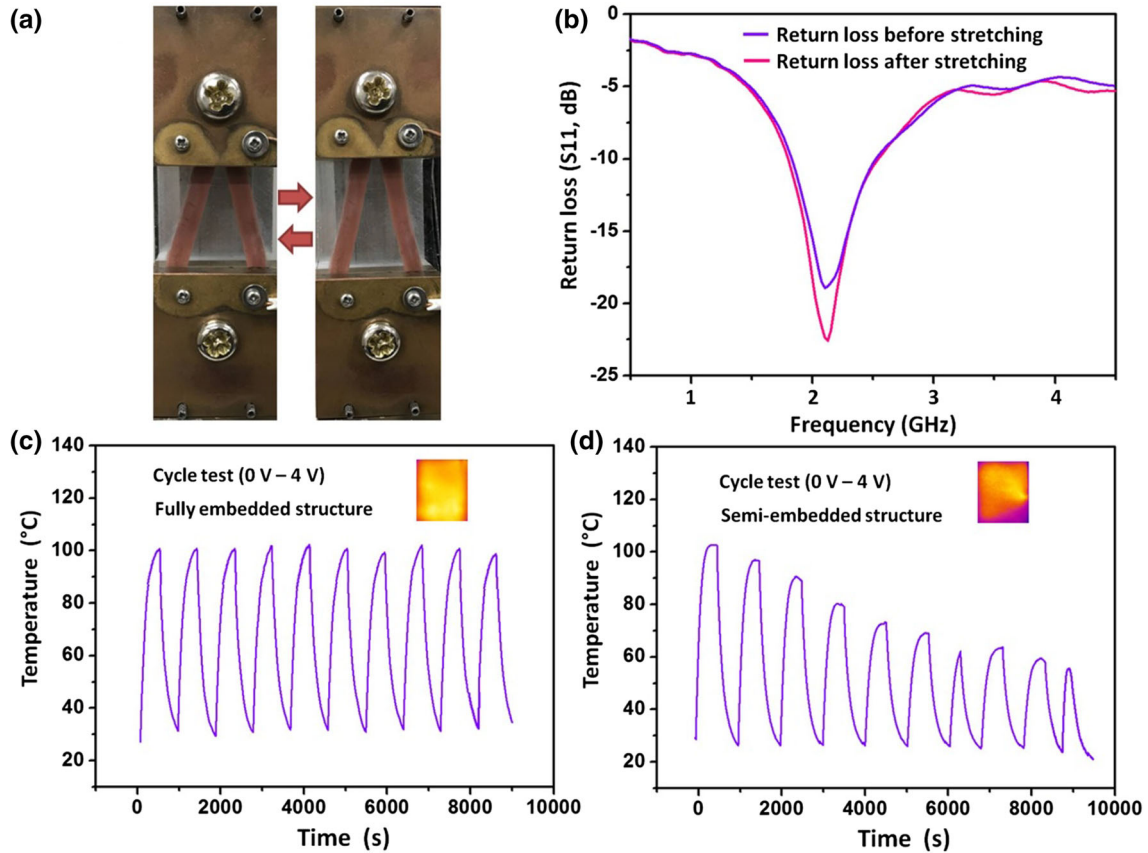 (a)
(b)
Return loss before stretching
Return loss after stretching
0
-5
-10
-15
-20
-25
Return loss (S11, dB)
1
2
3
4
Frequency (GHz)
(c)
140
120
100
80
60
40
20
Temperature (°C)
Cycle test (0 V – 4 V)
Fully embedded structure
0
2000
4000
6000
8000
10000
Time (s)
(d)
140
120
100
80
60
40
20
Temperature (°C)
Cycle test (0 V – 4 V)
Semi-embedded structure
0
2000
4000
6000
8000
10000
Time (s)